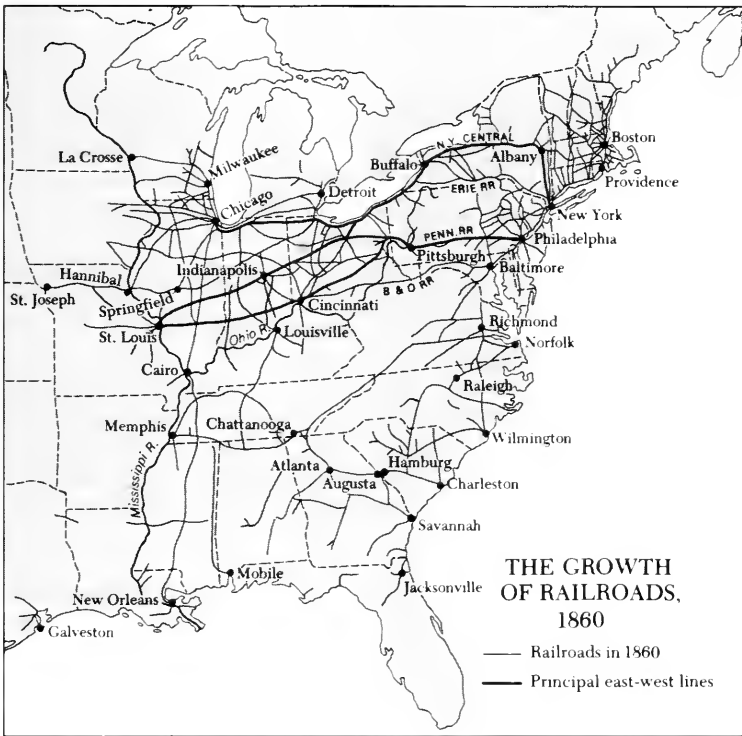 N.Y. CENTRAL
Boston
La Crosse
Milwaukee
Buffalo
Albany
Detroit
ERIE RR
Providence
Chicago
New York
PENN. RR
Philadelphia
Pittsburgh
Hannibal
Indianapolis
Baltimore
St. Joseph
Springfield
B & O RR
Cincinnati
St. Louis
Ohio R.
Louisville
Richmond
Norfolk
Cairo
Raleigh
Memphis
Chattanooga
Wilmington
Mississippi R.
Atlanta
Hamburg
Augusta
Charleston
Savannah
Mobile
Jacksonville
New Orleans
Galveston
THE GROWTH
OF RAILROADS,
1860
Railroads in 1860
Principal east-west lines